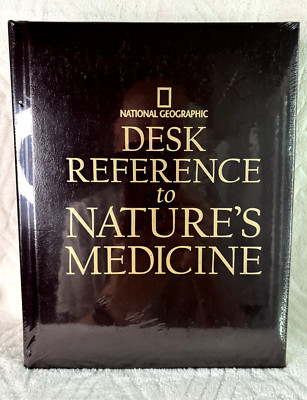 NATIONAL GEOGRAPHIC
DESK
REFERENCE
to
NATURE'S
MEDICINE